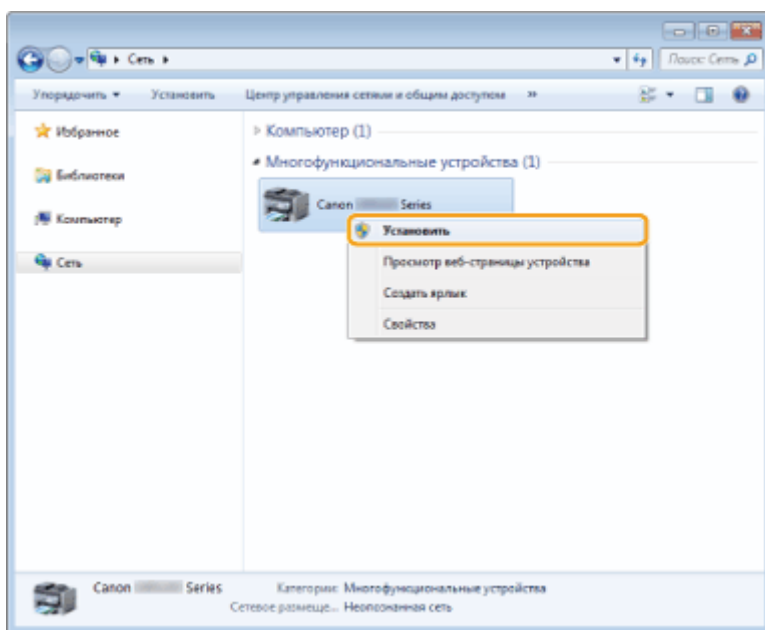 Сеть
Поиск: Сеть
Упорядочить Установить Центр управления сетями и общим доступом »
Избранное
Библиотеки
Компьютер
Сеть
Компьютер (1)
Многофункциональные устройства (1)
Canon Series
Установить
Просмотр веб-страницы устройства
Создать ярлык
Свойства
Canon Series Категории: Многофункциональные устройства
Сетевое размеще... Неопознанная сеть